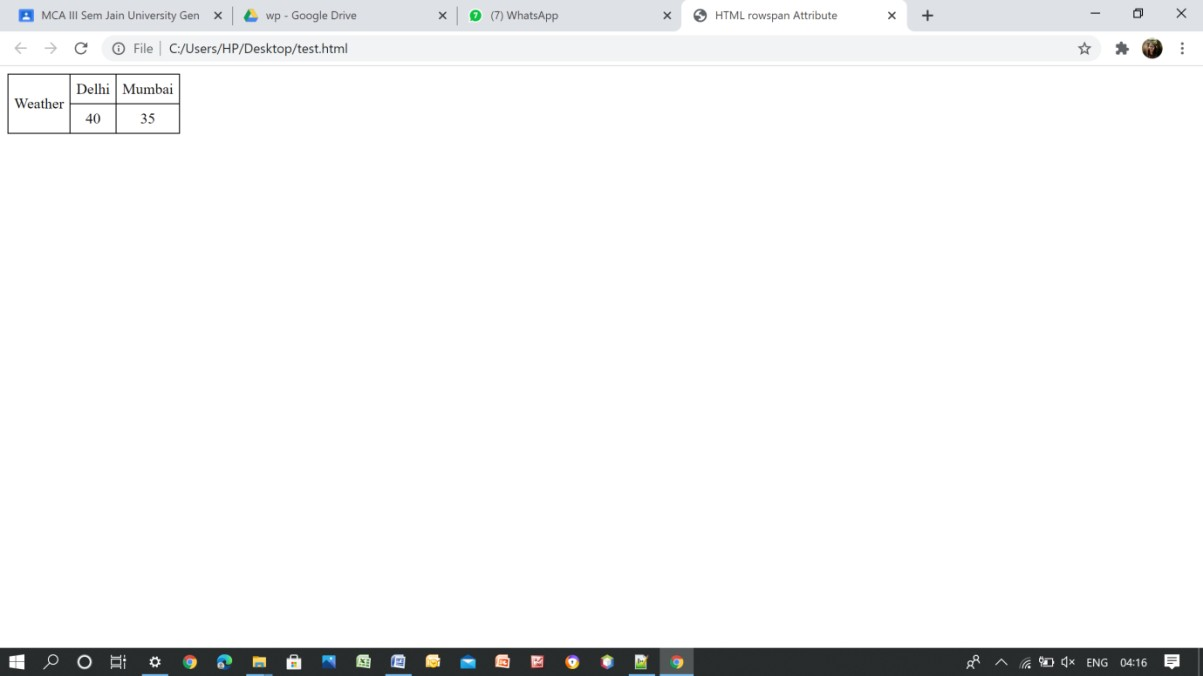 MCA III Sem Jain University Gen
wp - Google Drive
(7) WhatsApp
HTML rowspan Attribute
File C:/Users/HP/Desktop/test.html
Weather Delhi Mumbai
40 35
ENG 04:16